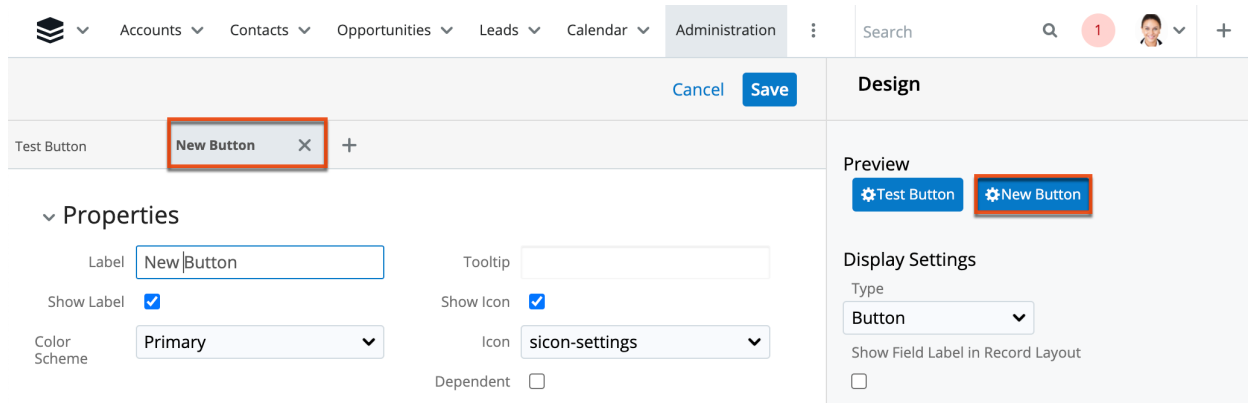 Accounts Contacts Opportunities Leads Calendar Administration Search 1
Cancel Save
Design
Test Button New Button
Preview
Test Button New Button
Properties
Label New Button Tooltip
Show Label Show Icon
Color Scheme Primary Icon sicon-settings
Dependent
Display Settings
Type
Button
Show Field Label in Record Layout